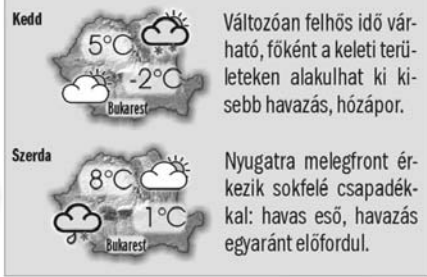 Kedd
5°C
-2°C
Bukarest
Változóan felhős idő vár-
ható, főként a keleti terü-
leteken alakulhat ki ki-
sebb havazás, hózápor.
Szerda
8°C
1°C
Bukarest
Nyugatra melegfront ér-
kezik sokfelé csapadék-
kal: havas eső, havazás
egyaránt előfordul.